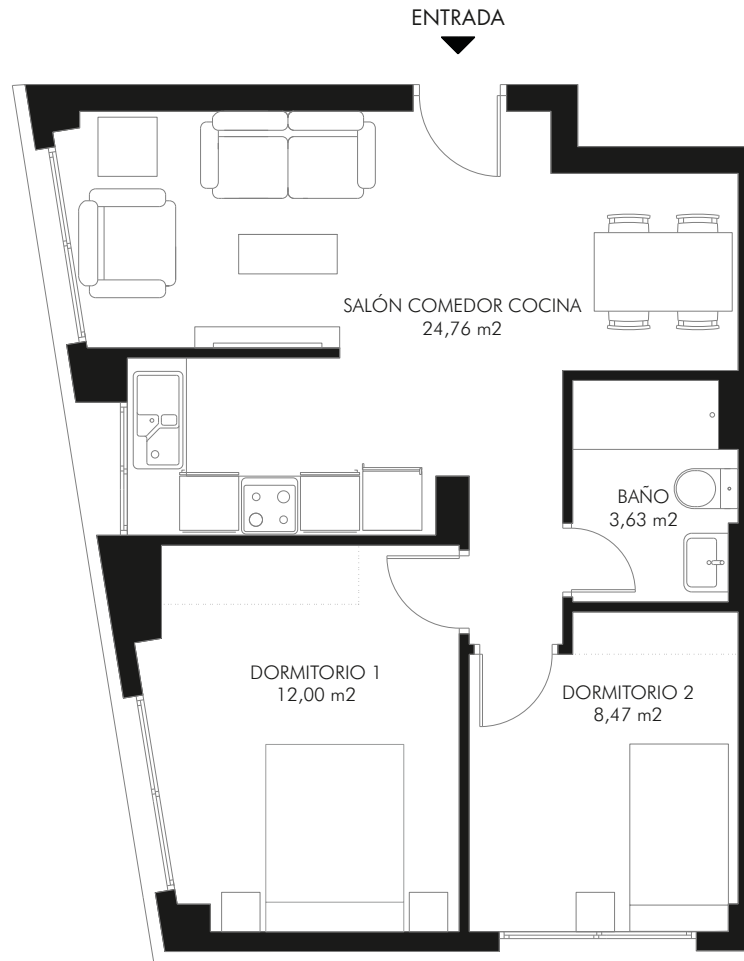 ENTRADA
SALÓN COMEDOR COCINA
24,76 m2
BAÑO
3,63 m2
DORMITORIO 1
12,00 m2
DORMITORIO 2
8,47 m2